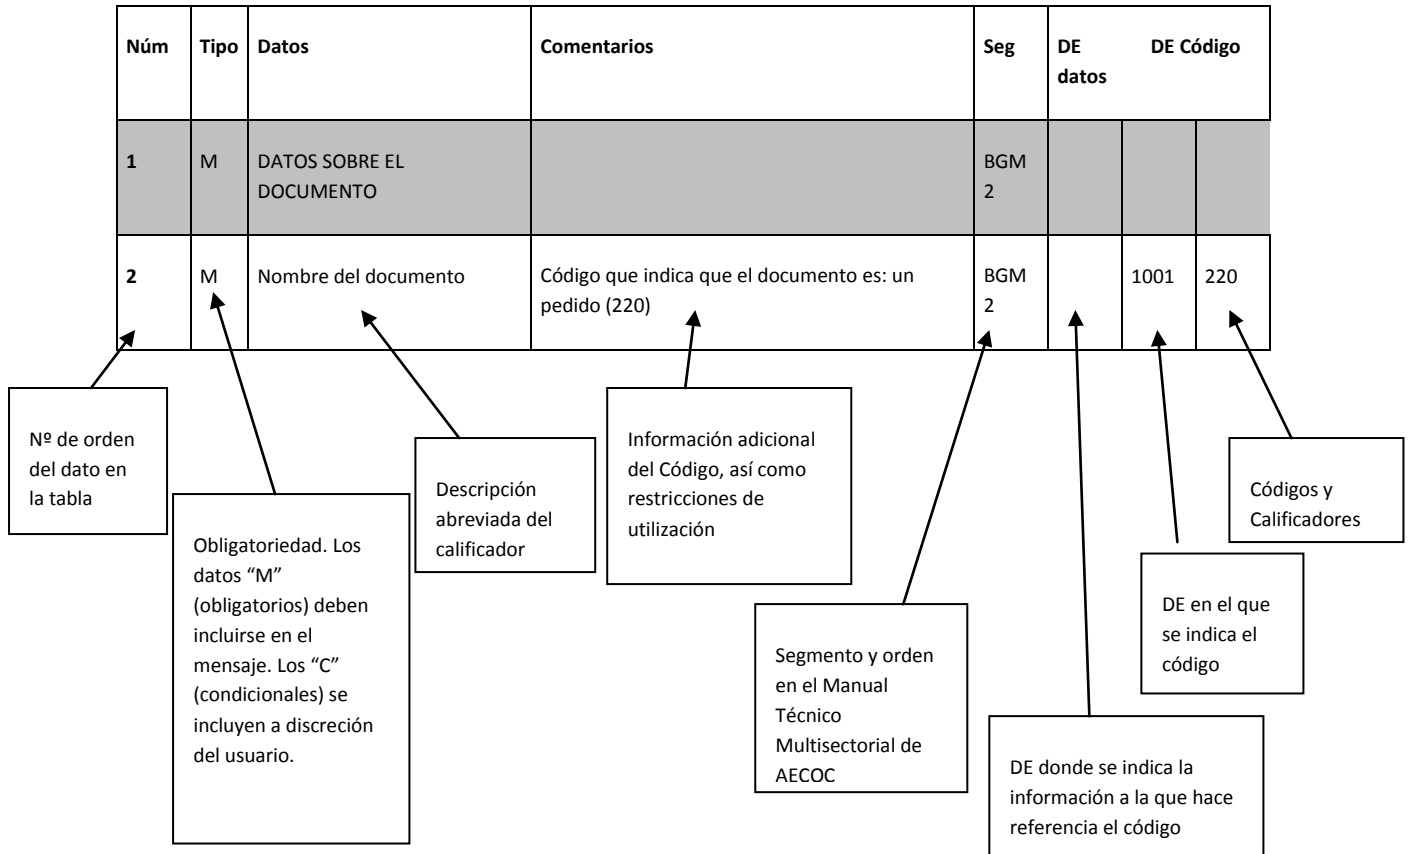 Núm Tipo Datos Comentarios Seg DE DE Código
datos
1 M DATOS SOBRE EL BGM
DOCUMENTO 2
2 M Nombre del documento Código que indica que el documento es: un BGM 1001 220
pedido (220) 2
Nº de orden
del dato en
la tabla
Obligatoriedad. Los
datos “M”
(obligatorios) deben
incluirse en el
mensaje. Los “C”
(condicionales) se
incluyen a discreción
del usuario.
Descripción
abreviada del
calificador
Información adicional
del Código, así como
restricciones de
utilización
Segmento y orden
en el Manual
Técnico
Multisectorial de
AECOC
DE donde se indica la
información a la que hace
referencia el código
DE en el que
se indica el
código
Códigos y
Calificadores